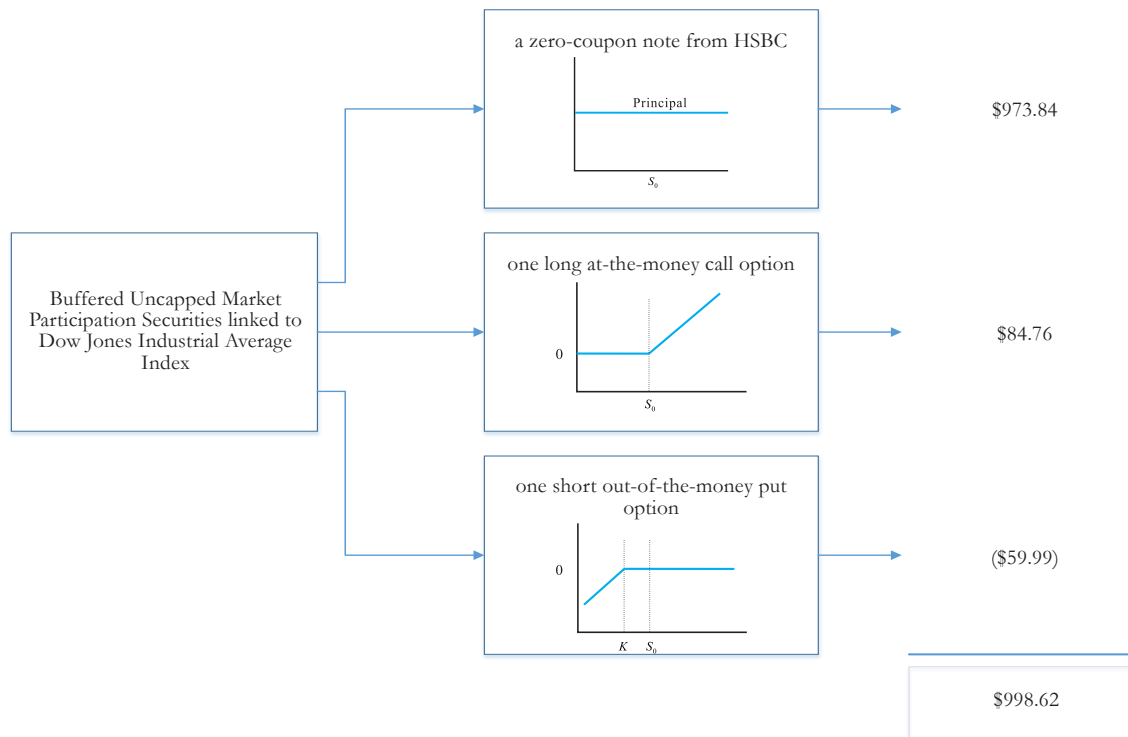 a zero-coupon note from HSBC
Principal
S₀
$973.84
Buffered Uncapped Market
Participation Securities linked to
Dow Jones Industrial Average
Index
one long at-the-money call option
0
S₀
$84.76
one short out-of-the-money put
option
0
K S₀
($59.99)
$998.62